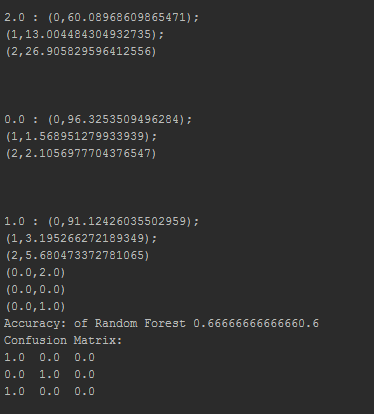 2.0 : (0,60.08968609865471);
(1,13.004484304932735);
(2,26.905829596412556)
0.0 : (0,96.3253509496284);
(1,1.568951279933939);
(2,2.1056977704376547)
1.0 : (0,91.12426035502959);
(1,3.195266272189349);
(2,5.680473372781065)
(0.0,2.0)
(0.0,0.0)
(0.0,1.0)
Accuracy: of Random Forest 0.66666666666660.6
Confusion Matrix:
1.0  0.0  0.0
0.0  1.0  0.0
1.0  0.0  0.0